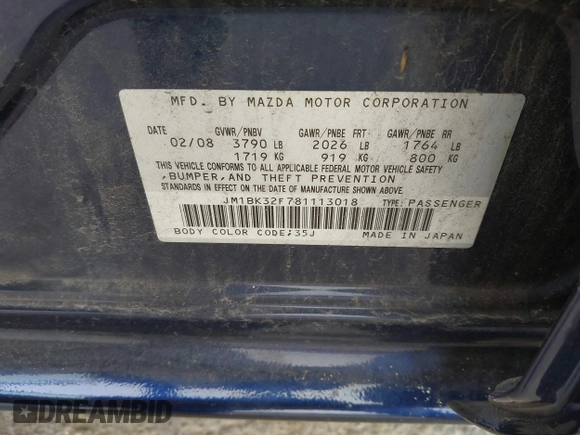 MFD. BY MAZDA MOTOR CORPORATION
DATE GVWR/PNBV GAWR/PNBE FRT GAWR/PNBE RR
02/08 3790 LB 2026 LB 1764 LB
1719 KG 919 KG 800 KG
THIS VEHICLE CONFORMS TO ALL APPLICABLE FEDERAL MOTOR VEHICLE SAFETY
,BUMPER,AND THEFT PREVENTION
STANDARDS IN EFFECT ON THE DATE OF MANUFACTURE SHOWN ABOVE.
JM1BK32F781113018 TYPE: PASSENGER
BODY COLOR CODE:35J MADE IN JAPAN
DREAMBID